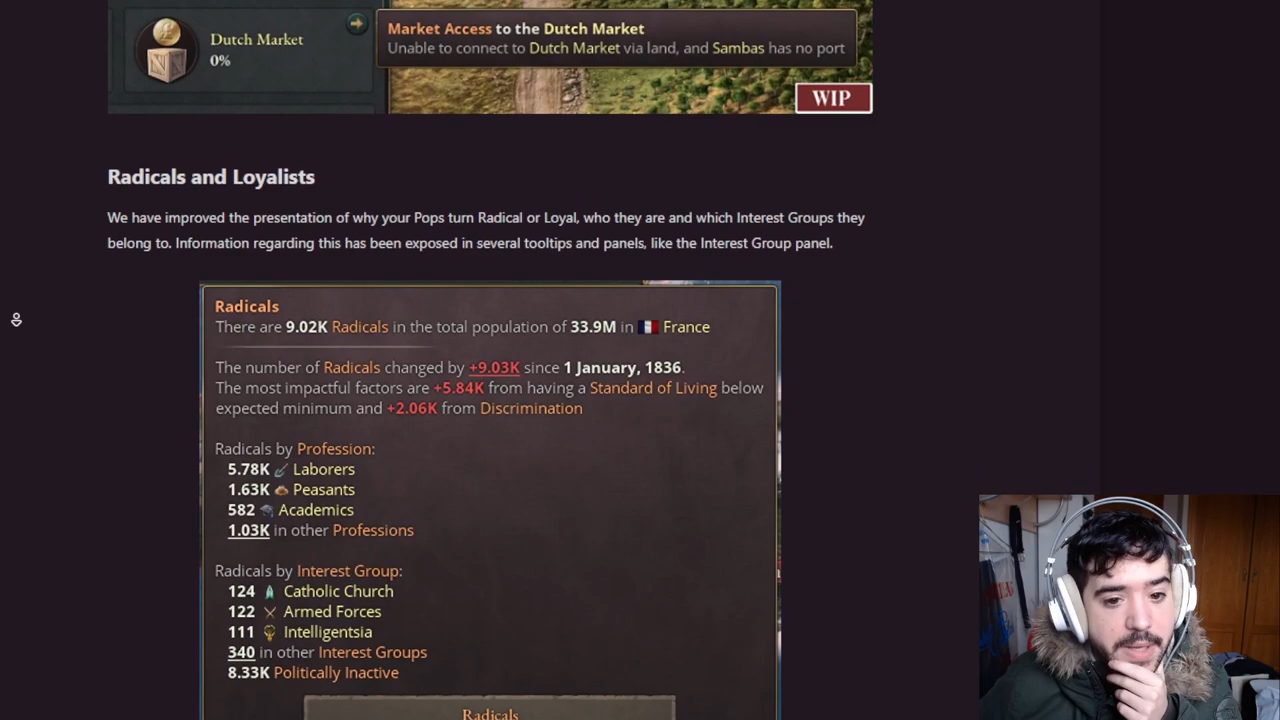 Market Access to the Dutch Market
Dutch Market
Unable to connect to Dutch Market via land, and Sambas has no port
0%
WIP
Radicals and Loyalists
We have improved the presentation of why your Pops turn Radical or Loyal, who they are and which Interest Groups they
belong to. Information regarding this has been exposed in several tooltips and panels, like the Interest Group panel.
Radicals
There are 9.02K Radicals in the total population of 33.9M in France
The number of Radicals changed by +9.03K since 1 January, 1836.
The most impactful factors are +5.84K from having a Standard of Living below
expected minimum and +2.06K from Discrimination
Radicals by Profession:
5.78K Laborers
1.63K Peasants
582 Academics
1.03K in other Professions
Radicals by Interest Group:
124 Catholic Church
122 Armed Forces
111 Intelligentsia
340 in other Interest Groups
8.33K Politically Inactive
Radicals